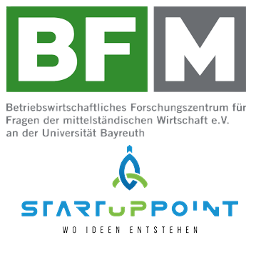 BFM
Betriebswirtschaftliches Forschungszentrum für
Fragen der mittelständischen Wirtschaft e.V.
an der Universität Bayreuth
STARTUPPOINT
WO IDEEN ENTSTEHEN